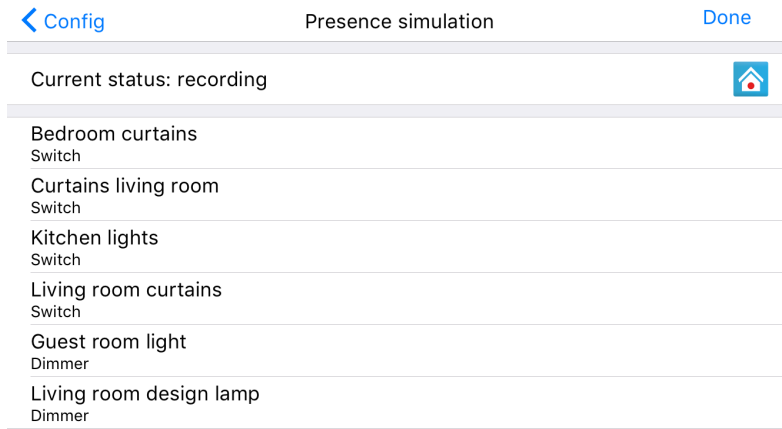 Config
Presence simulation
Done
Current status: recording
Bedroom curtains
Switch
Curtains living room
Switch
Kitchen lights
Switch
Living room curtains
Switch
Guest room light
Dimmer
Living room design lamp
Dimmer